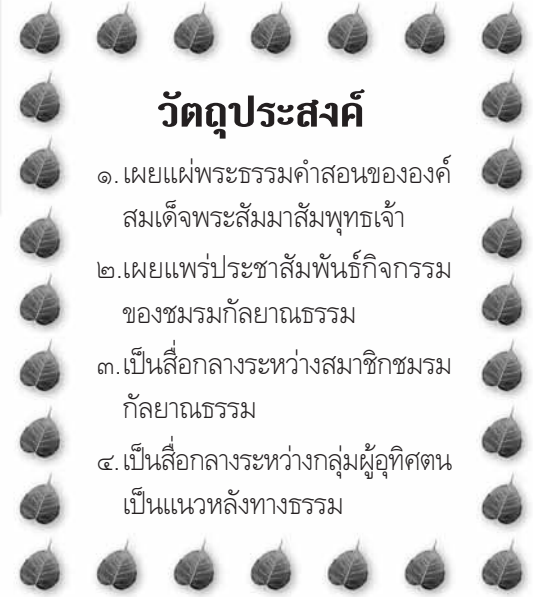 วัตถุประสงค์
๑. เผยแผ่พระธรรมคำสอนขององค์
สมเด็จพระสัมมาสัมพุทธเจ้า
๒.เผยแพร่ประชาสัมพันธ์กิจกรรม
ของชมรมกัลยาณธรรม
๓.เป็นสื่อกลางระหว่างสมาชิกชมรม
กัลยาณธรรม
๔.เป็นสื่อกลางระหว่างกลุ่มผู้อุทิศตน
เป็นแนวหลังทางธรรม